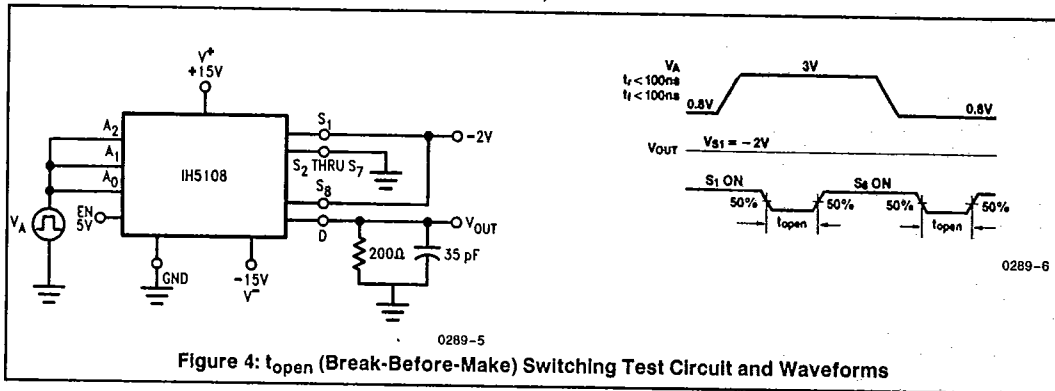 V+
+15V
A2
A1
A0
IH5108
S1
-2V
S2 THRU S7
S8
VA
EN
5V
D
VOUT
200Ω
35 pF
GND
-15V
V-
0289-5
VA
tr < 100ns
tf < 100ns
3V
0.8V
0.8V
VOUT
VS1 = -2V
S1 ON
S8 ON
50%
50%
50%
50%
topen
topen
0289-6
Figure 4: topen (Break-Before-Make) Switching Test Circuit and Waveforms